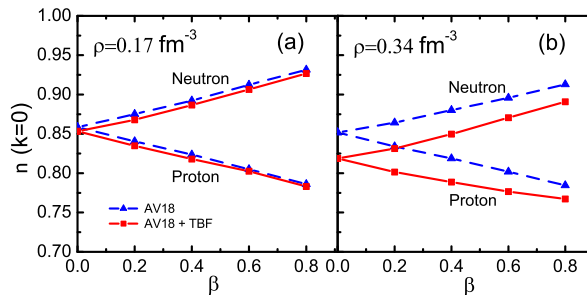 ρ=0.17 fm⁻³
(a)
Neutron
Proton
AV18
AV18 + TBF
n (k=0)
1.00
0.95
0.90
0.85
0.80
0.75
0.70
0.0 0.2 0.4 0.6 0.8
β
ρ=0.34 fm⁻³
(b)
Neutron
Proton
0.0 0.2 0.4 0.6 0.8
β